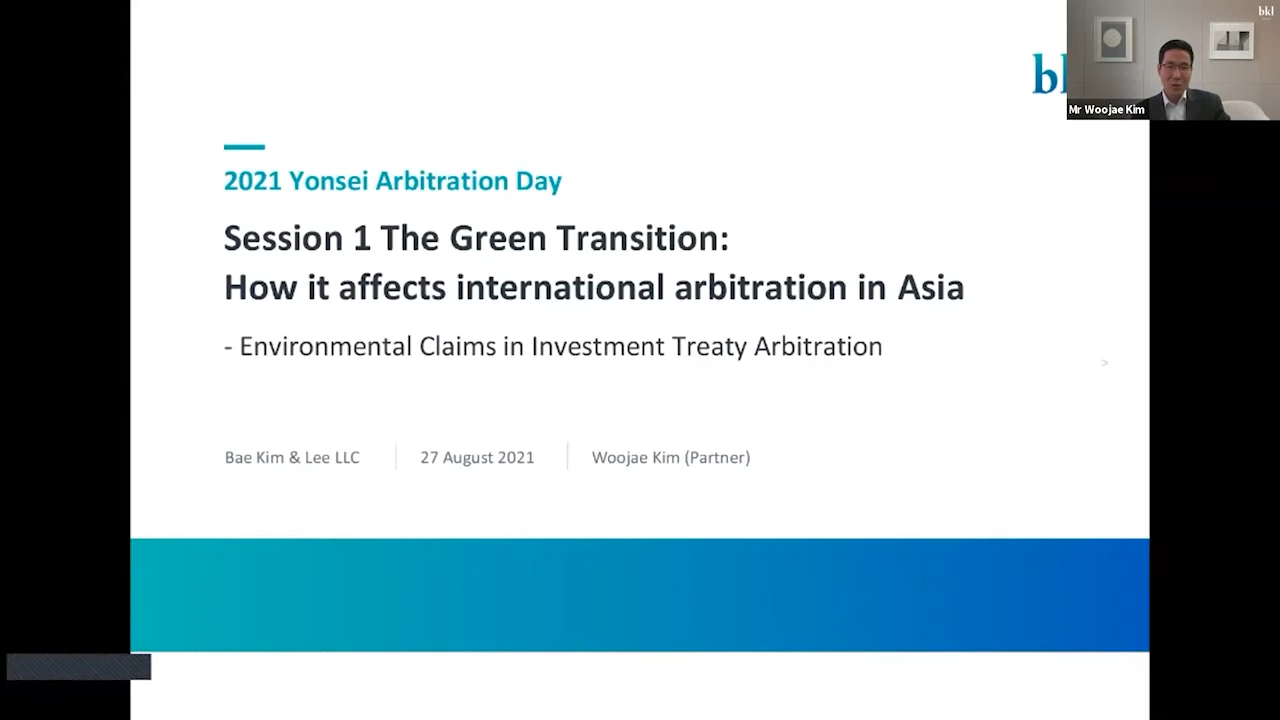 bkl
Mr Woojae Kim
2021 Yonsei Arbitration Day
Session 1 The Green Transition:
How it affects international arbitration in Asia
- Environmental Claims in Investment Treaty Arbitration
>
Bae Kim & Lee LLC
27 August 2021
Woojae Kim (Partner)